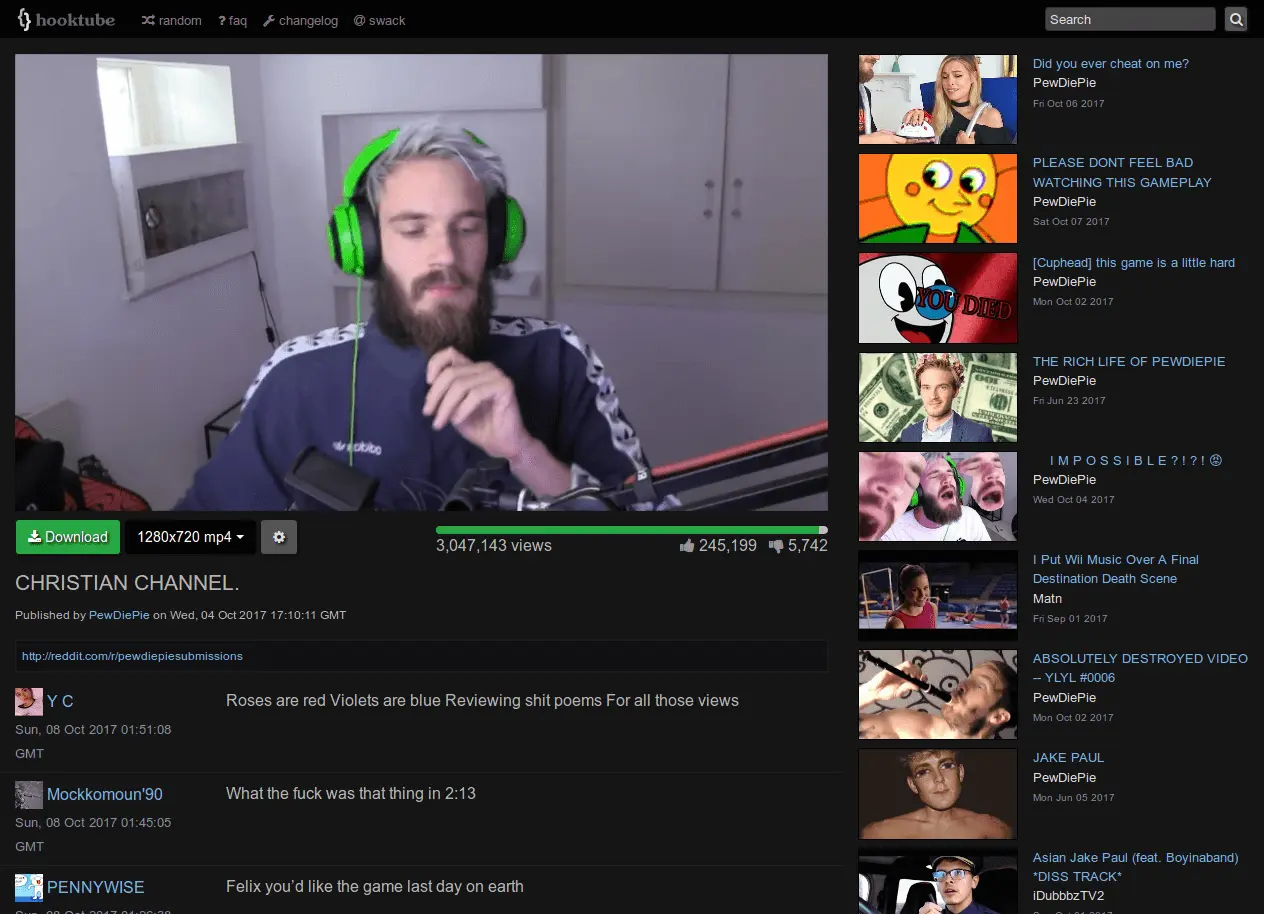 hooktube
random
? faq
changelog
@ swack
Search
Download
1280x720 mp4
3,047,143 views
245,199
5,742
CHRISTIAN CHANNEL.
Published by PewDiePie on Wed, 04 Oct 2017 17:10:11 GMT
http://reddit.com/r/pewdiepiesubmissions
Y C
Sun, 08 Oct 2017 01:51:08
GMT
Roses are red Violets are blue Reviewing shit poems For all those views
Mockkomoun'90
Sun, 08 Oct 2017 01:45:05
GMT
What the fuck was that thing in 2:13
PENNYWISE
Felix you’d like the game last day on earth
Did you ever cheat on me?
PewDiePie
Fri Oct 06 2017
PLEASE DONT FEEL BAD
WATCHING THIS GAMEPLAY
PewDiePie
Sat Oct 07 2017
YOU DIED
[Cuphead] this game is a little hard
PewDiePie
Mon Oct 02 2017
THE RICH LIFE OF PEWDIEPIE
PewDiePie
Fri Jun 23 2017
I M P O S S I B L E ? ! ? ! 😡
PewDiePie
Wed Oct 04 2017
I Put Wii Music Over A Final
Destination Death Scene
Matn
Fri Sep 01 2017
ABSOLUTELY DESTROYED VIDEO
-- YLYL #0006
PewDiePie
Mon Oct 02 2017
JAKE PAUL
PewDiePie
Mon Jun 05 2017
Asian Jake Paul (feat. Boyinaband)
*DISS TRACK*
iDubbbzTV2